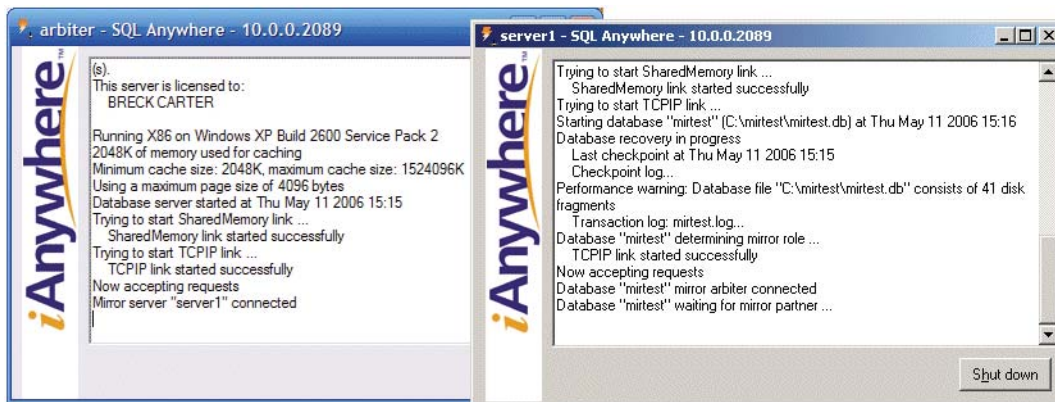 arbiter - SQL Anywhere - 10.0.0.2089
iAnywhere™
(s).
This server is licensed to:
BRECK CARTER
Running X86 on Windows XP Build 2600 Service Pack 2
2048K of memory used for caching
Minimum cache size: 2048K, maximum cache size: 1524096K
Using a maximum page size of 4096 bytes
Database server started at Thu May 11 2006 15:15
Trying to start SharedMemory link ...
SharedMemory link started successfully
Trying to start TCPIP link ...
TCPIP link started successfully
Now accepting requests
Mirror server "server1" connected
server1 - SQL Anywhere - 10.0.0.2089
iAnywhere™
Trying to start SharedMemory link ...
SharedMemory link started successfully
Trying to start TCPIP link ...
Starting database "mirtest" (C:\mirtest\mirtest.db) at Thu May 11 2006 15:16
Database recovery in progress
Last checkpoint at Thu May 11 2006 15:15
Checkpoint log...
Performance warning: Database file "C:\mirtest\mirtest.db" consists of 41 disk
fragments
Transaction log: mirtest.log...
Database "mirtest" determining mirror role ...
TCPIP link started successfully
Now accepting requests
Database "mirtest" mirror arbiter connected
Database "mirtest" waiting for mirror partner ...
Shut down